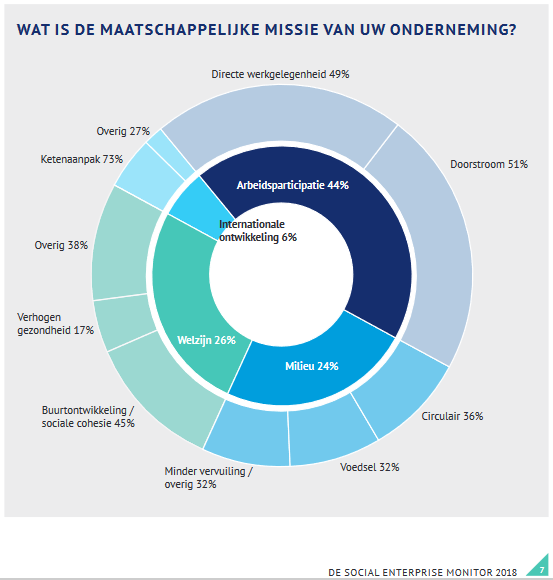 WAT IS DE MAATSCHAPPELIJKE MISSIE VAN UW ONDERNEMING?
Directe werkgelegenheid 49%
Overig 27%
Ketenaanpak 73%
Doorstroom 51%
Arbeidsparticipatie 44%
Internationale
ontwikkeling 6%
Overig 38%
Verhogen
gezondheid 17%
Welzijn 26%
Milieu 24%
Buurtontwikkeling /
sociale cohesie 45%
Circulair 36%
Voedsel 32%
Minder vervuiling /
overig 32%
DE SOCIAL ENTERPRISE MONITOR 2018
7